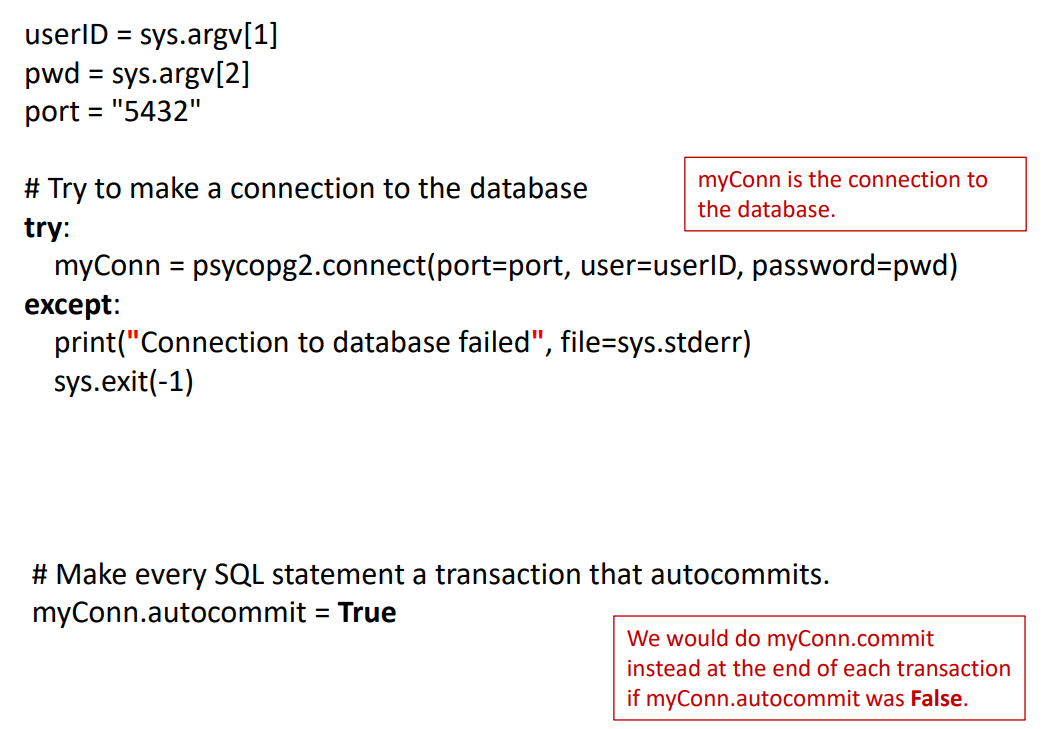 userID = sys.argv[1]
pwd = sys.argv[2]
port = "5432"
# Try to make a connection to the database
try:
myConn is the connection to
the database.
    myConn = psycopg2.connect(port=port, user=userID, password=pwd)
except:
    print("Connection to database failed", file=sys.stderr)
    sys.exit(-1)
# Make every SQL statement a transaction that autocommits.
myConn.autocommit = True
We would do myConn.commit
instead at the end of each transaction
if myConn.autocommit was False.